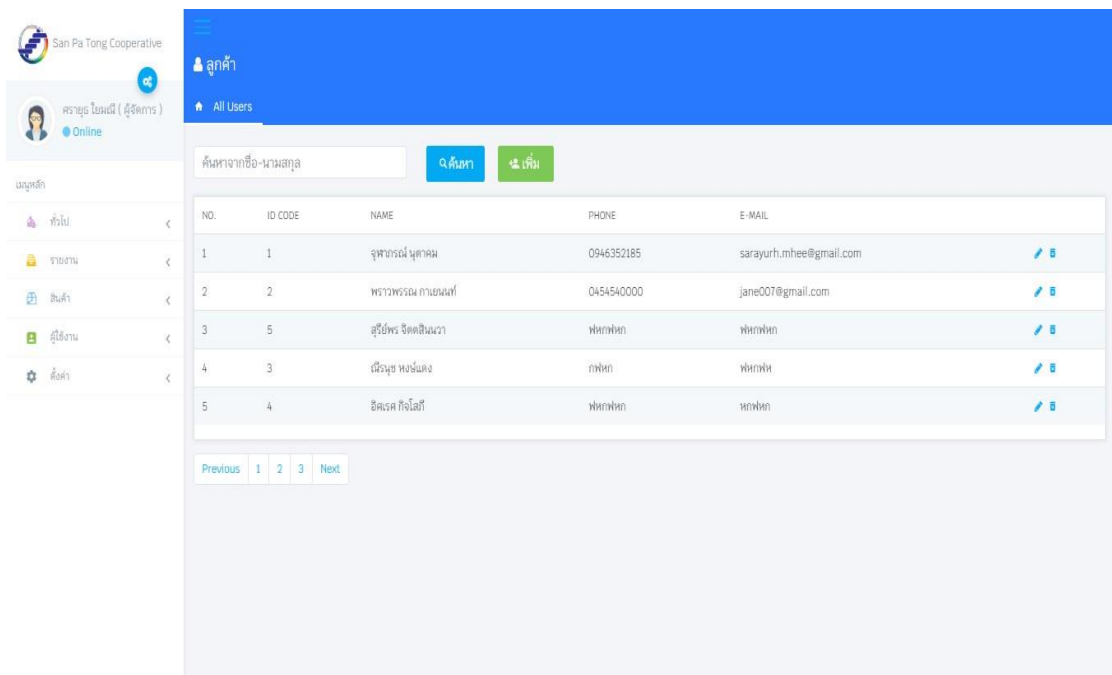 San Pa Tong Cooperative
ศรายุธ ใยมณี ( ผู้จัดการ )
Online
เมนูหลัก
ทั่วไป
รายงาน
สินค้า
ผู้ใช้งาน
ตั้งค่า
ลูกค้า
All Users
ค้นหาจากชื่อ-นามสกุล ค้นหา เพิ่ม
NO. ID CODE NAME PHONE E-MAIL
1 1 จุฬากรณ์ นุตาคม 0946352185 sarayurh.mhee@gmail.com
2 2 พราวพรรณ กาเยนนท์ 0454540000 jane007@gmail.com
3 5 สุรีย์พร จิตตสินนวา ฟหกฟหก ฟหกฟหก
4 3 ณีรนุช หงษ์แดง กฟหก ฟหกฟห
5 4 อิศเรศ กิจโสภี ฟหกฟหก หกฟหก
Previous 1 2 3 Next